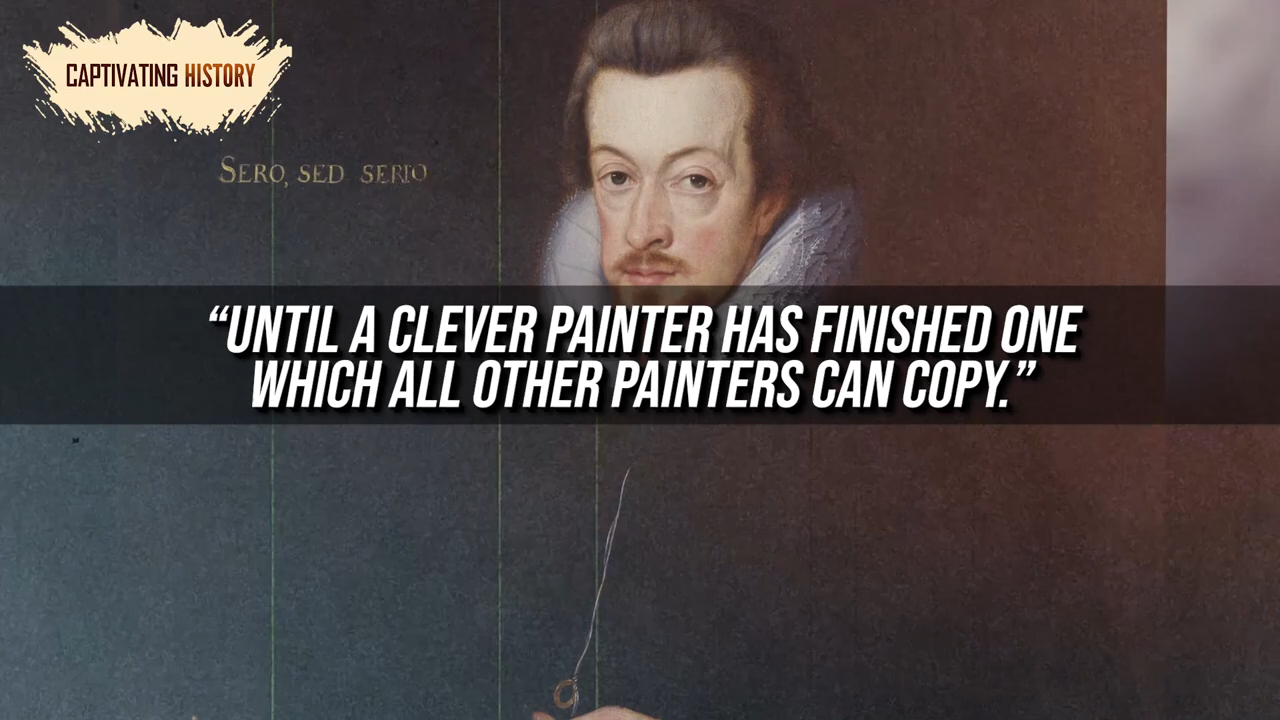 CAPTIVATING HISTORY
SERO, SED SERIO
“UNTIL A CLEVER PAINTER HAS FINISHED ONE
WHICH ALL OTHER PAINTERS CAN COPY.”